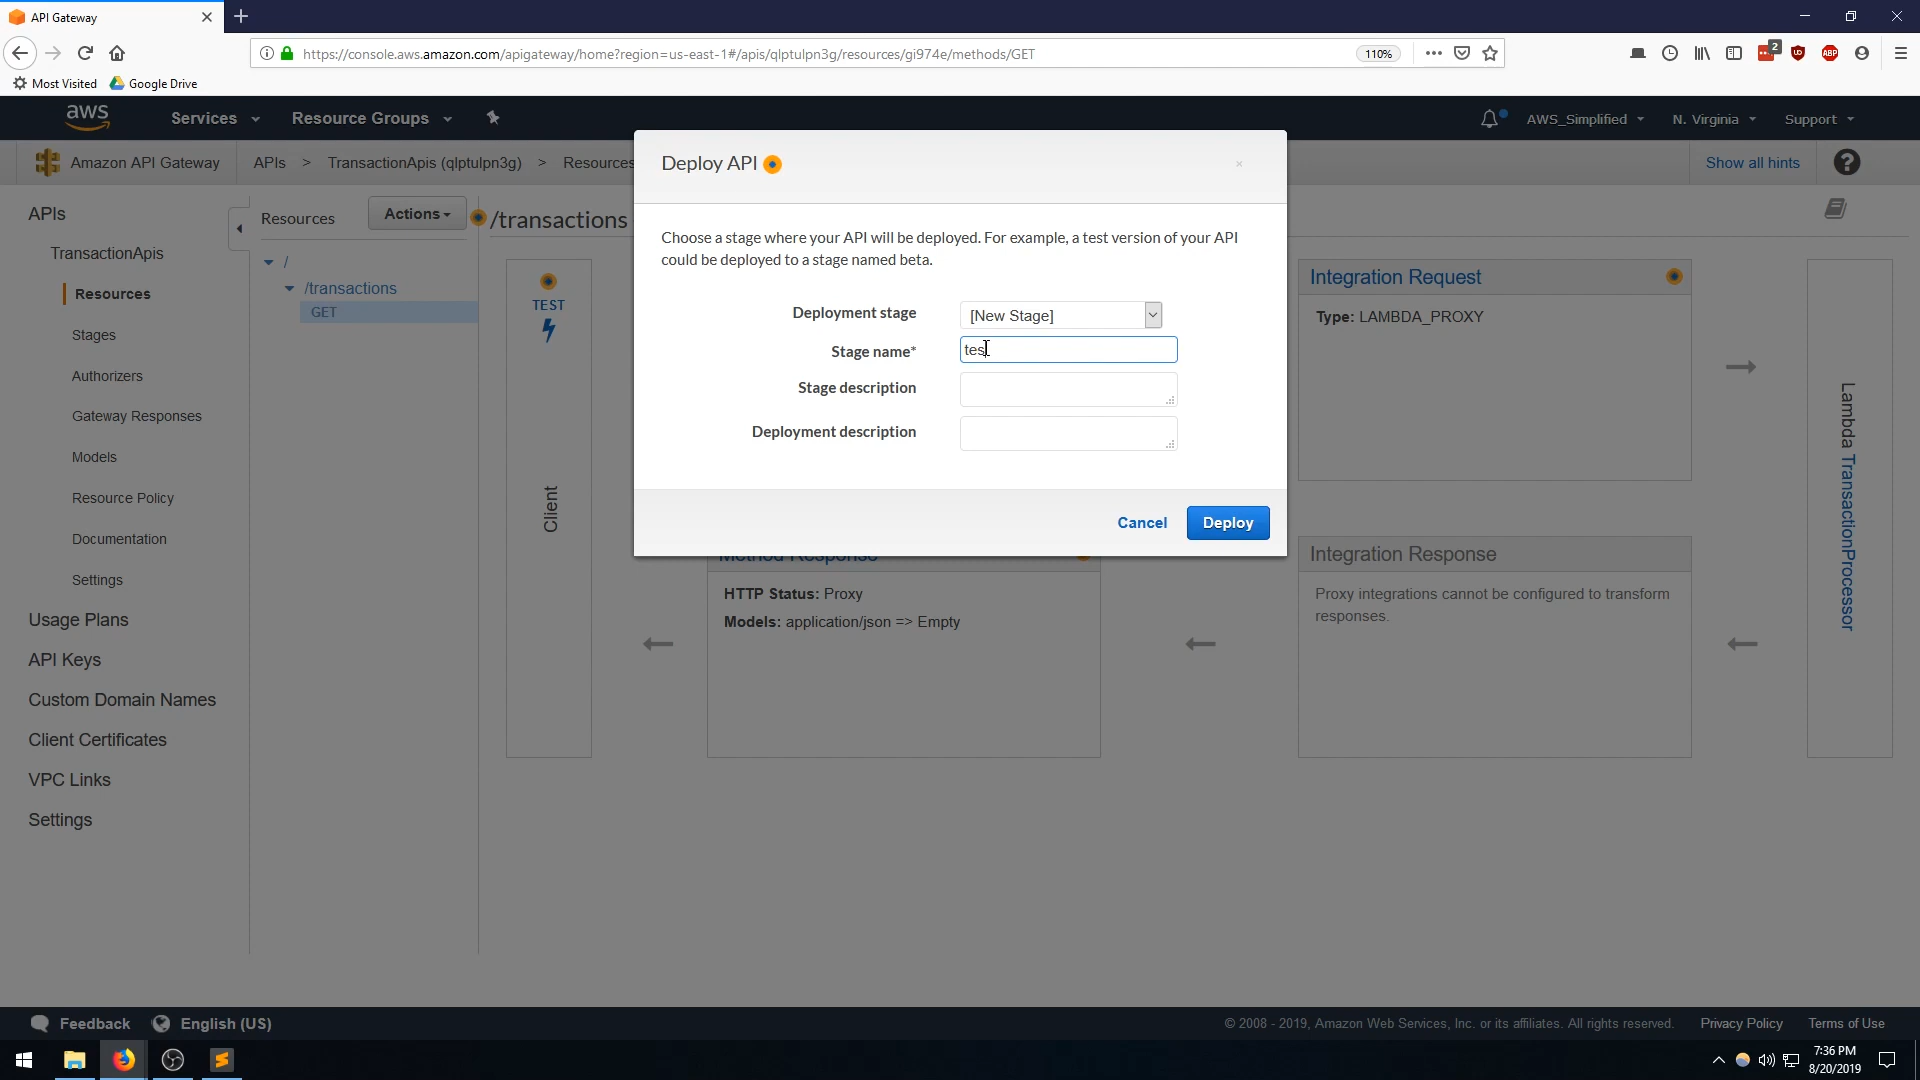 API Gateway
https://console.aws.amazon.com/apigateway/home?region=us-east-1#/apis/qlptulpn3g/resources/gi974e/methods/GET
110%
2
Most Visited
Google Drive
aws
Services
Resource Groups
AWS_Simplified
N. Virginia
Support
Amazon API Gateway
APIs > TransactionApis (qlptulpn3g) > Resources
Show all hints
?
APIs
TransactionApis
Resources
Stages
Authorizers
Gateway Responses
Models
Resource Policy
Documentation
Settings
Usage Plans
API Keys
Custom Domain Names
Client Certificates
VPC Links
Settings
Resources
Actions
/
/transactions
GET
/transactions
TEST
Client
Deploy API
Choose a stage where your API will be deployed. For example, a test version of your API
could be deployed to a stage named beta.
Deployment stage
[New Stage]
Stage name*
tes
Stage description
Deployment description
Cancel
Deploy
Integration Request
Type: LAMBDA_PROXY
Method Response
HTTP Status: Proxy
Models: application/json => Empty
Integration Response
Proxy integrations cannot be configured to transform
responses.
Lambda TransactionProcessor
Feedback
English (US)
© 2008 - 2019, Amazon Web Services, Inc. or its affiliates. All rights reserved.
Privacy Policy
Terms of Use
7:36 PM
8/20/2019